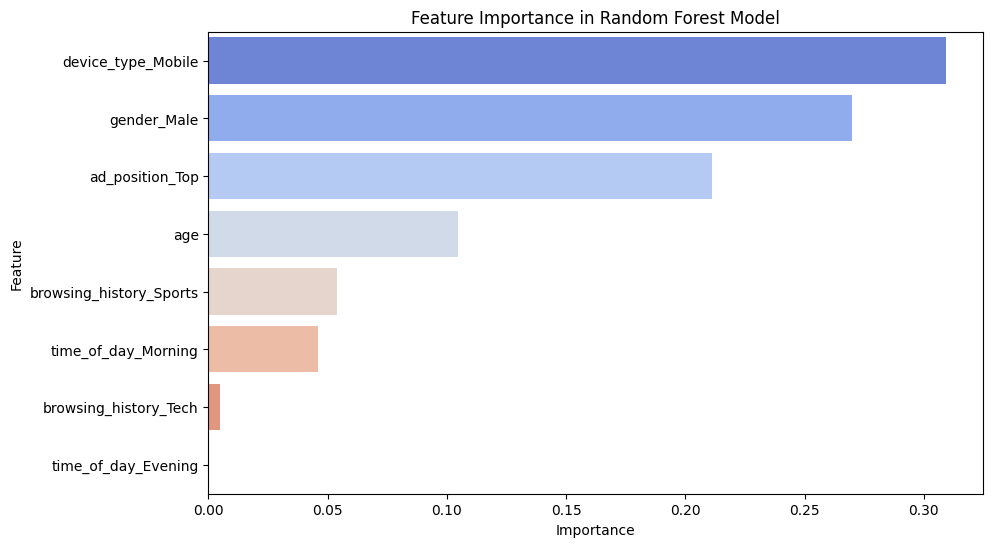 Feature Importance in Random Forest Model
device_type_Mobile
gender_Male
ad_position_Top
age
browsing_history_Sports
time_of_day_Morning
browsing_history_Tech
time_of_day_Evening
Feature
0.00 0.05 0.10 0.15 0.20 0.25 0.30
Importance